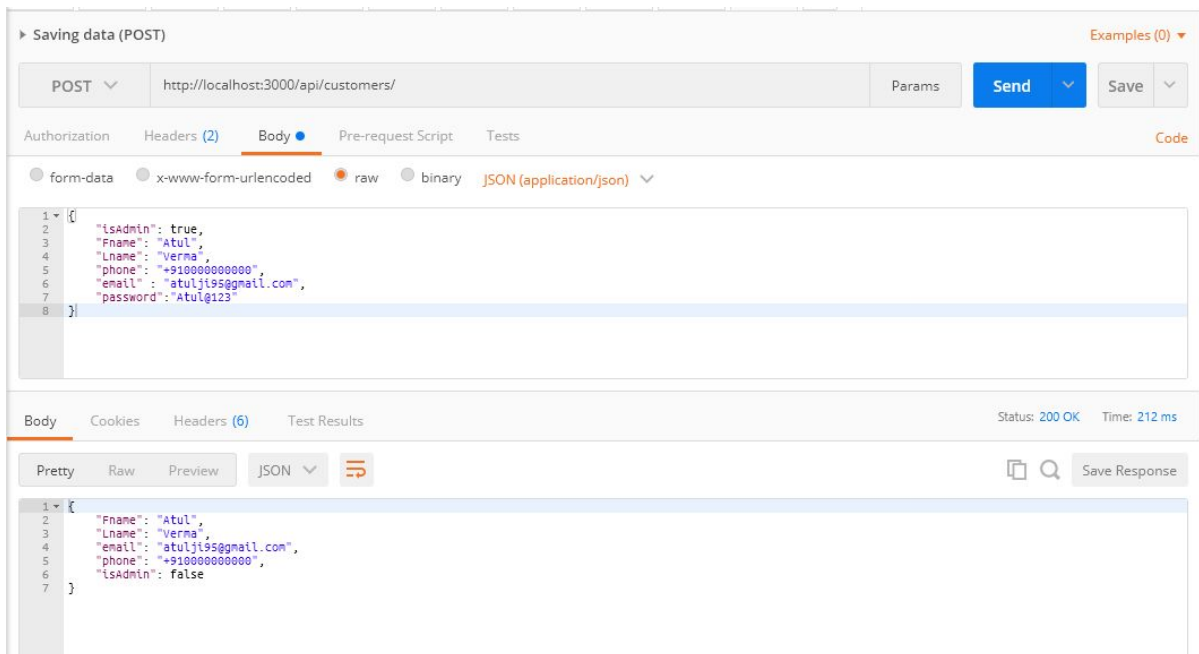 Saving data (POST) Examples (0)
POST http://localhost:3000/api/customers/ Params Send Save
Authorization Headers (2) Body Pre-request Script Tests Code
form-data x-www-form-urlencoded raw binary JSON (application/json)
1 {
2 "isAdmin": true,
3 "Fname": "Atul",
4 "Lname": "Verma",
5 "phone": "+910000000000",
6 "email" : "atulji95@gmail.com",
7 "password":"Atul@123"
8 }
Body Cookies Headers (6) Test Results Status: 200 OK Time: 212 ms
Pretty Raw Preview JSON Save Response
1 {
2 "Fname": "Atul",
3 "Lname": "Verma",
4 "email": "atulji95@gmail.com",
5 "phone": "+910000000000",
6 "isAdmin": false
7 }